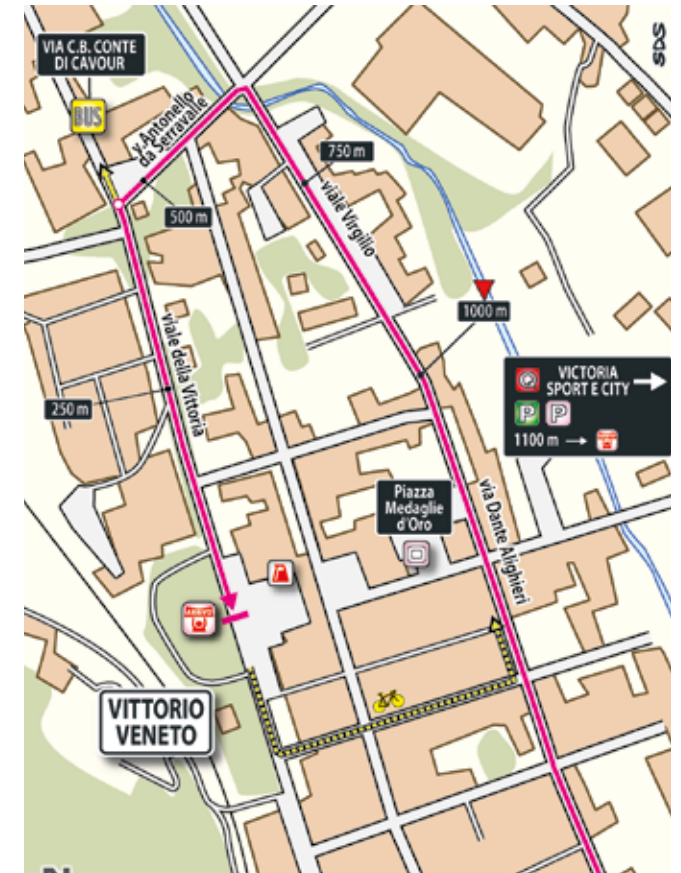 VIA C.B. CONTE
DI CAVOUR
SDS
BUS
v. Antonello
da Serravalle
750 m
500 m
viale Virgilio
1000 m
viale della Vittoria
250 m
VICTORIA
SPORT E CITY
P P
1100 m
Piazza
Medaglie
d'Oro
via Dante Alighieri
ARRIVO
VITTORIO
VENETO